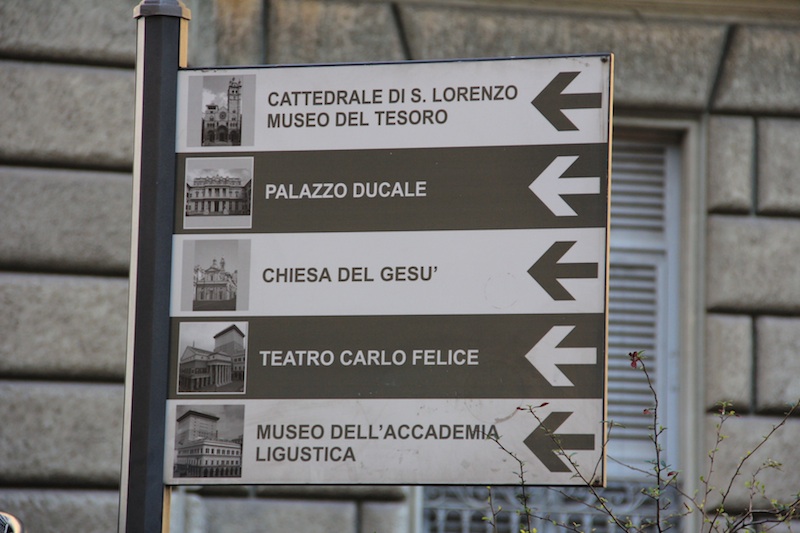 CATTEDRALE DI S. LORENZO
MUSEO DEL TESORO
PALAZZO DUCALE
CHIESA DEL GESU'
TEATRO CARLO FELICE
MUSEO DELL'ACCADEMIA
LIGUSTICA